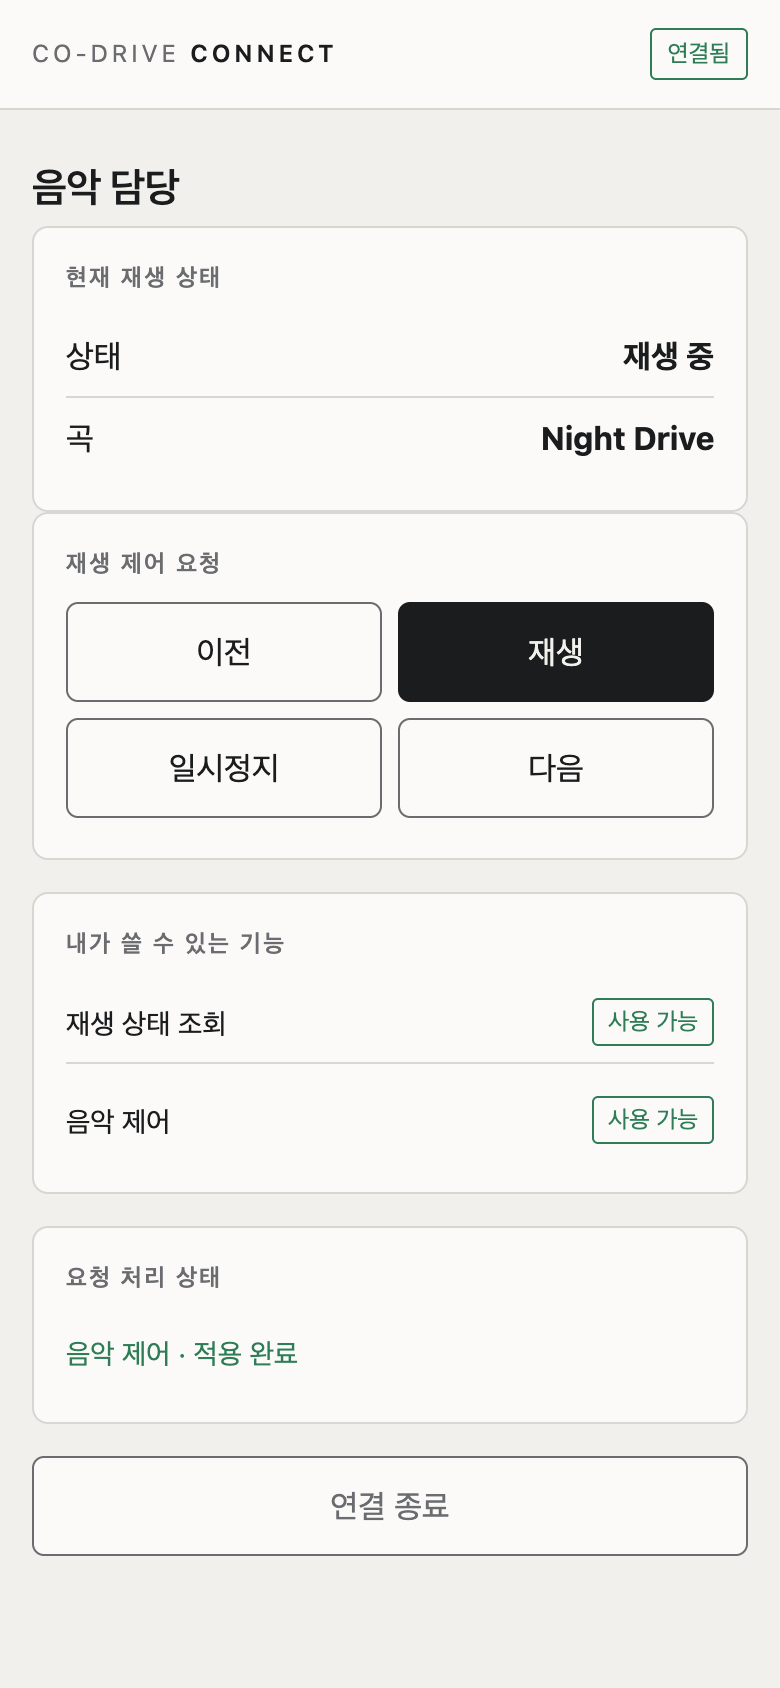 CO-DRIVE CONNECT
연결됨
음악 담당
현재 재생 상태
상태 재생 중
곡 Night Drive
재생 제어 요청
이전 재생
일시정지 다음
내가 쓸 수 있는 기능
재생 상태 조회 사용 가능
음악 제어 사용 가능
요청 처리 상태
음악 제어 · 적용 완료
연결 종료